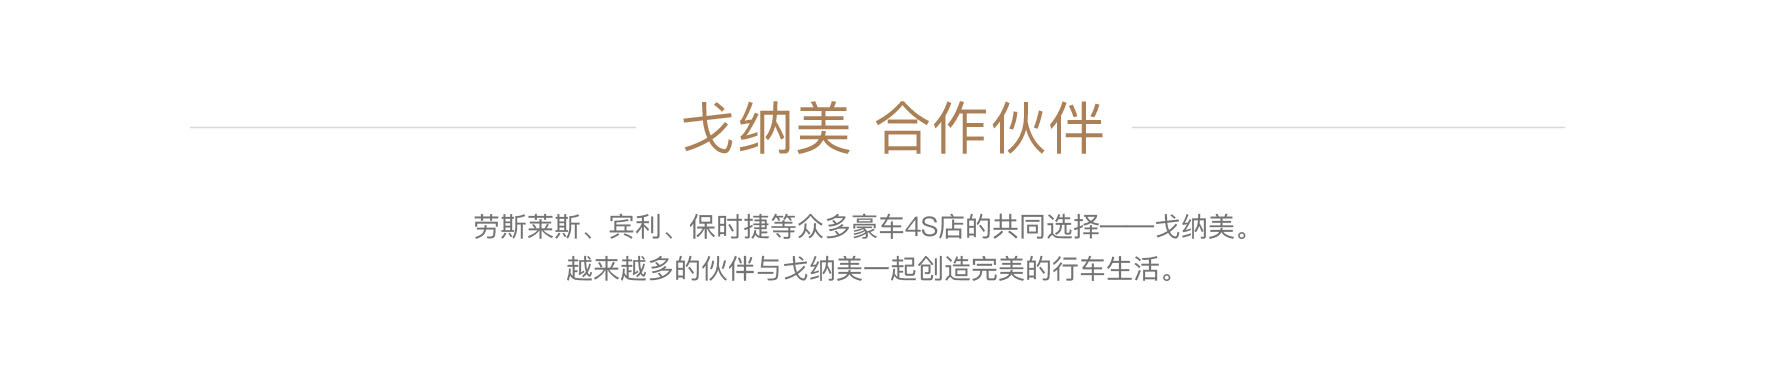 戈纳美 合作伙伴
劳斯莱斯、宾利、保时捷等众多豪车4S店的共同选择——戈纳美。
越来越多的伙伴与戈纳美一起创造完美的行车生活。